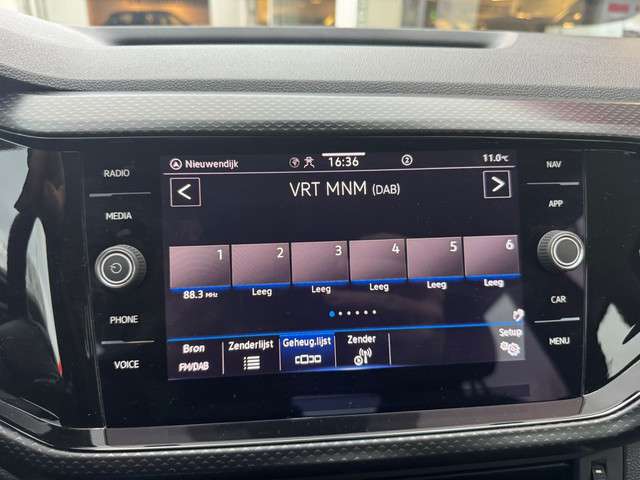 RADIO
MEDIA
PHONE
VOICE
NAV
APP
CAR
MENU
Nieuwendijk
16:36
2
11.0°C
<
VRT MNM (DAB)
>
1 2 3 4 5 6
88.3 MHz Leeg Leeg Leeg Leeg Leeg
Bron
FM/DAB
Zenderlijst
Geheug.lijst
Zender
Setup